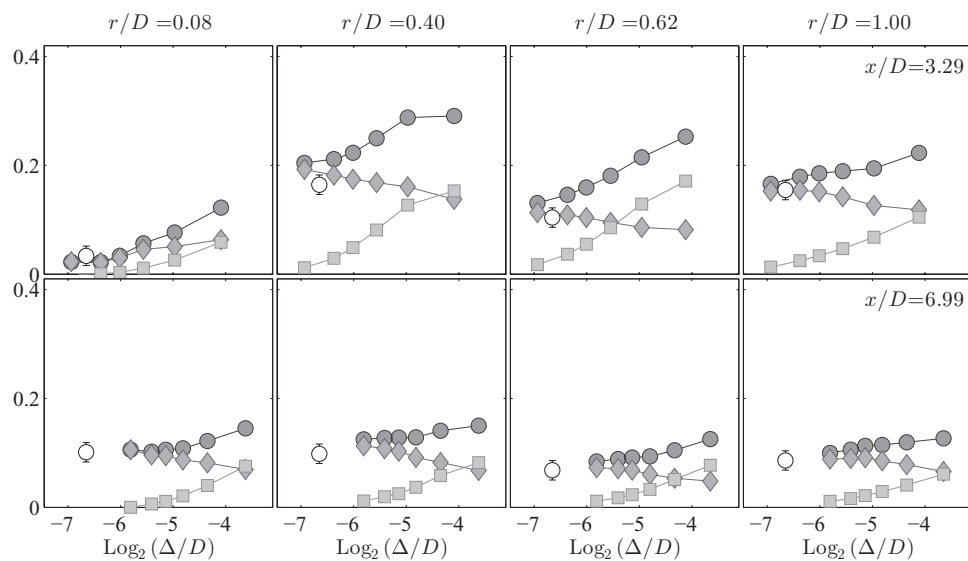 r/D =0.08 r/D =0.40 r/D =0.62 r/D =1.00
0.4 x/D=3.29
0.2
0
0.4 x/D=6.99
0.2
0
−7 −6 −5 −4 −7 −6 −5 −4 −7 −6 −5 −4 −7 −6 −5 −4
Log₂ (Δ/D) Log₂ (Δ/D) Log₂ (Δ/D) Log₂ (Δ/D)